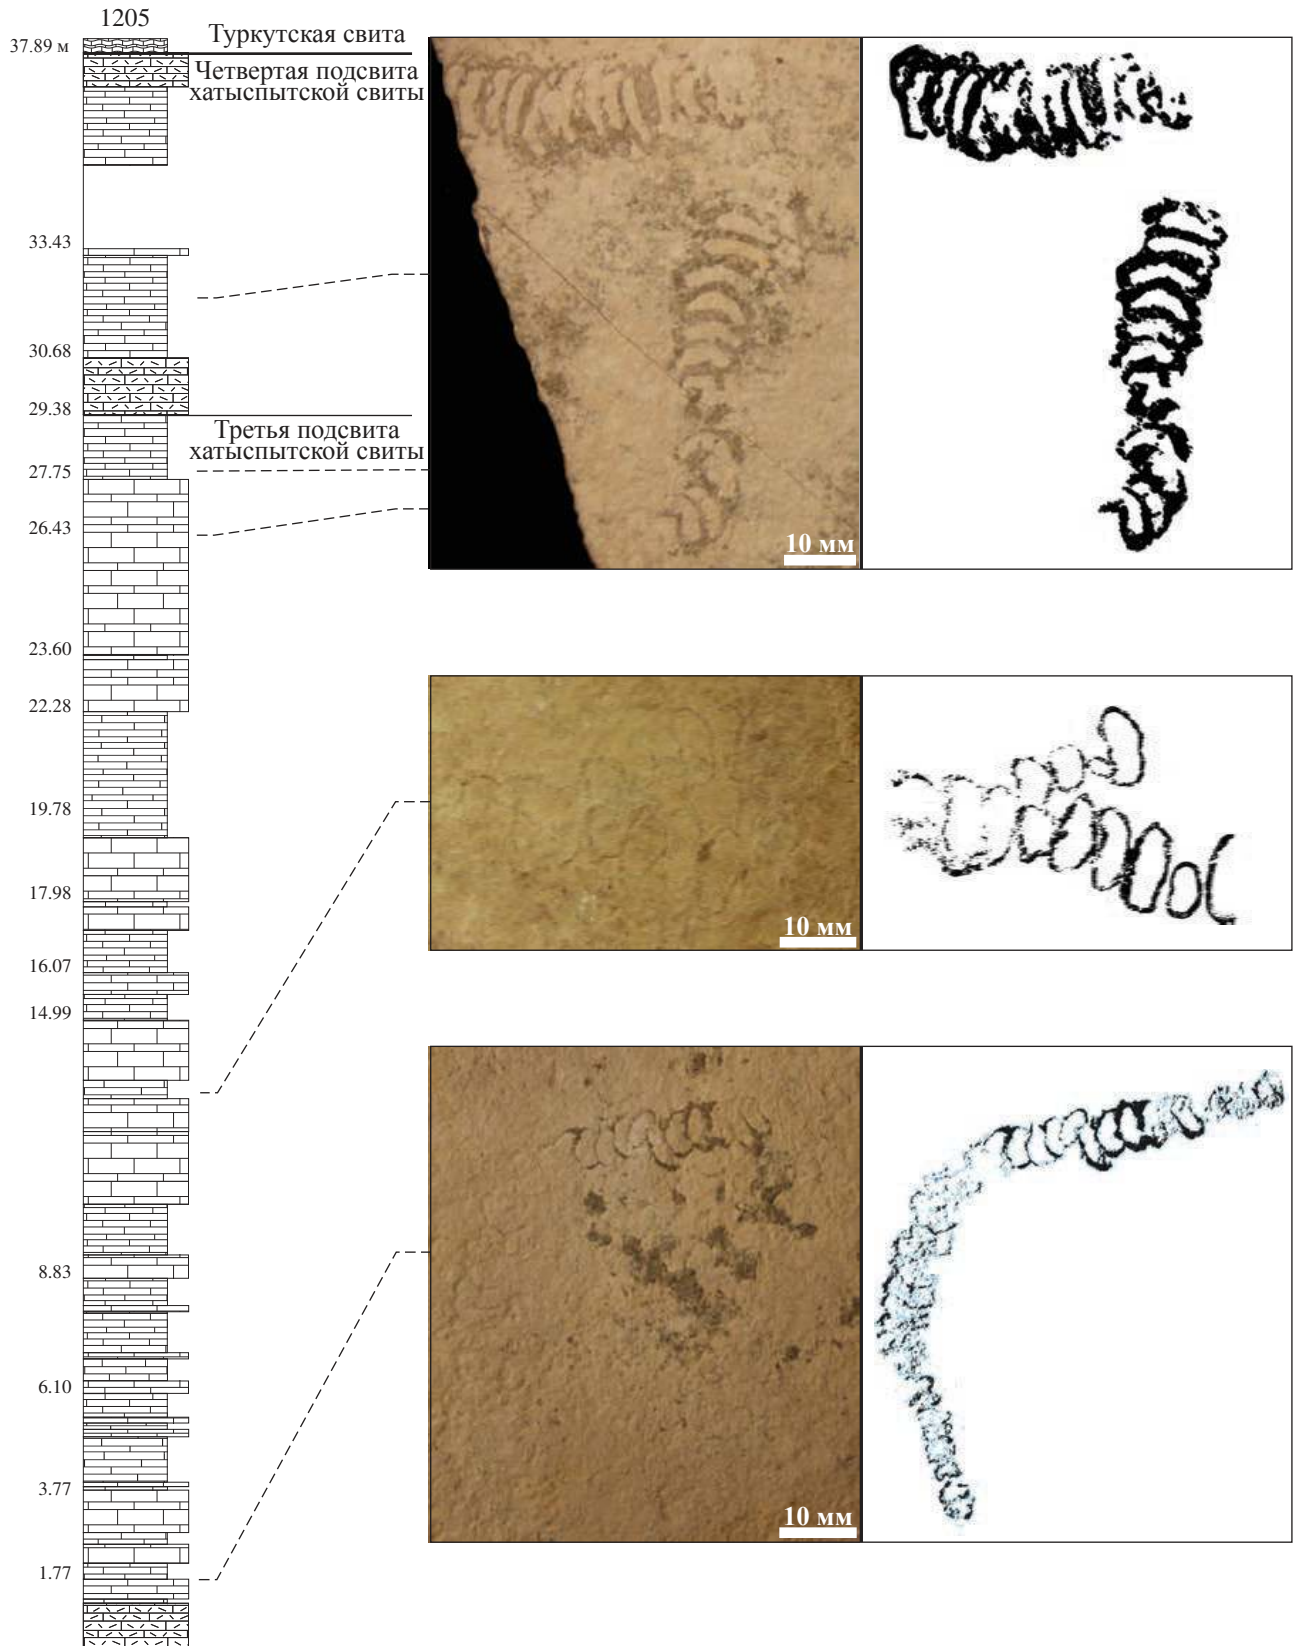 1205
37.89 м
Туркутская свита
Четвертая подсвита
хатыспытской свиты
33.43
30.68
29.38
Третья подсвита
хатыспытской свиты
27.75
26.43
10 мм
23.60
22.28
19.78
17.98
10 мм
16.07
14.99
8.83
6.10
3.77
10 мм
1.77